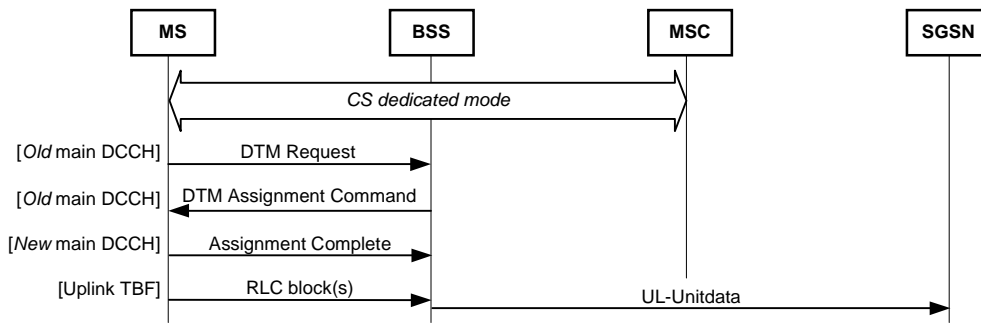 MS BSS MSC SGSN
CS dedicated mode
[Old main DCCH] DTM Request
[Old main DCCH] DTM Assignment Command
[New main DCCH] Assignment Complete
[Uplink TBF] RLC block(s) UL-Unitdata